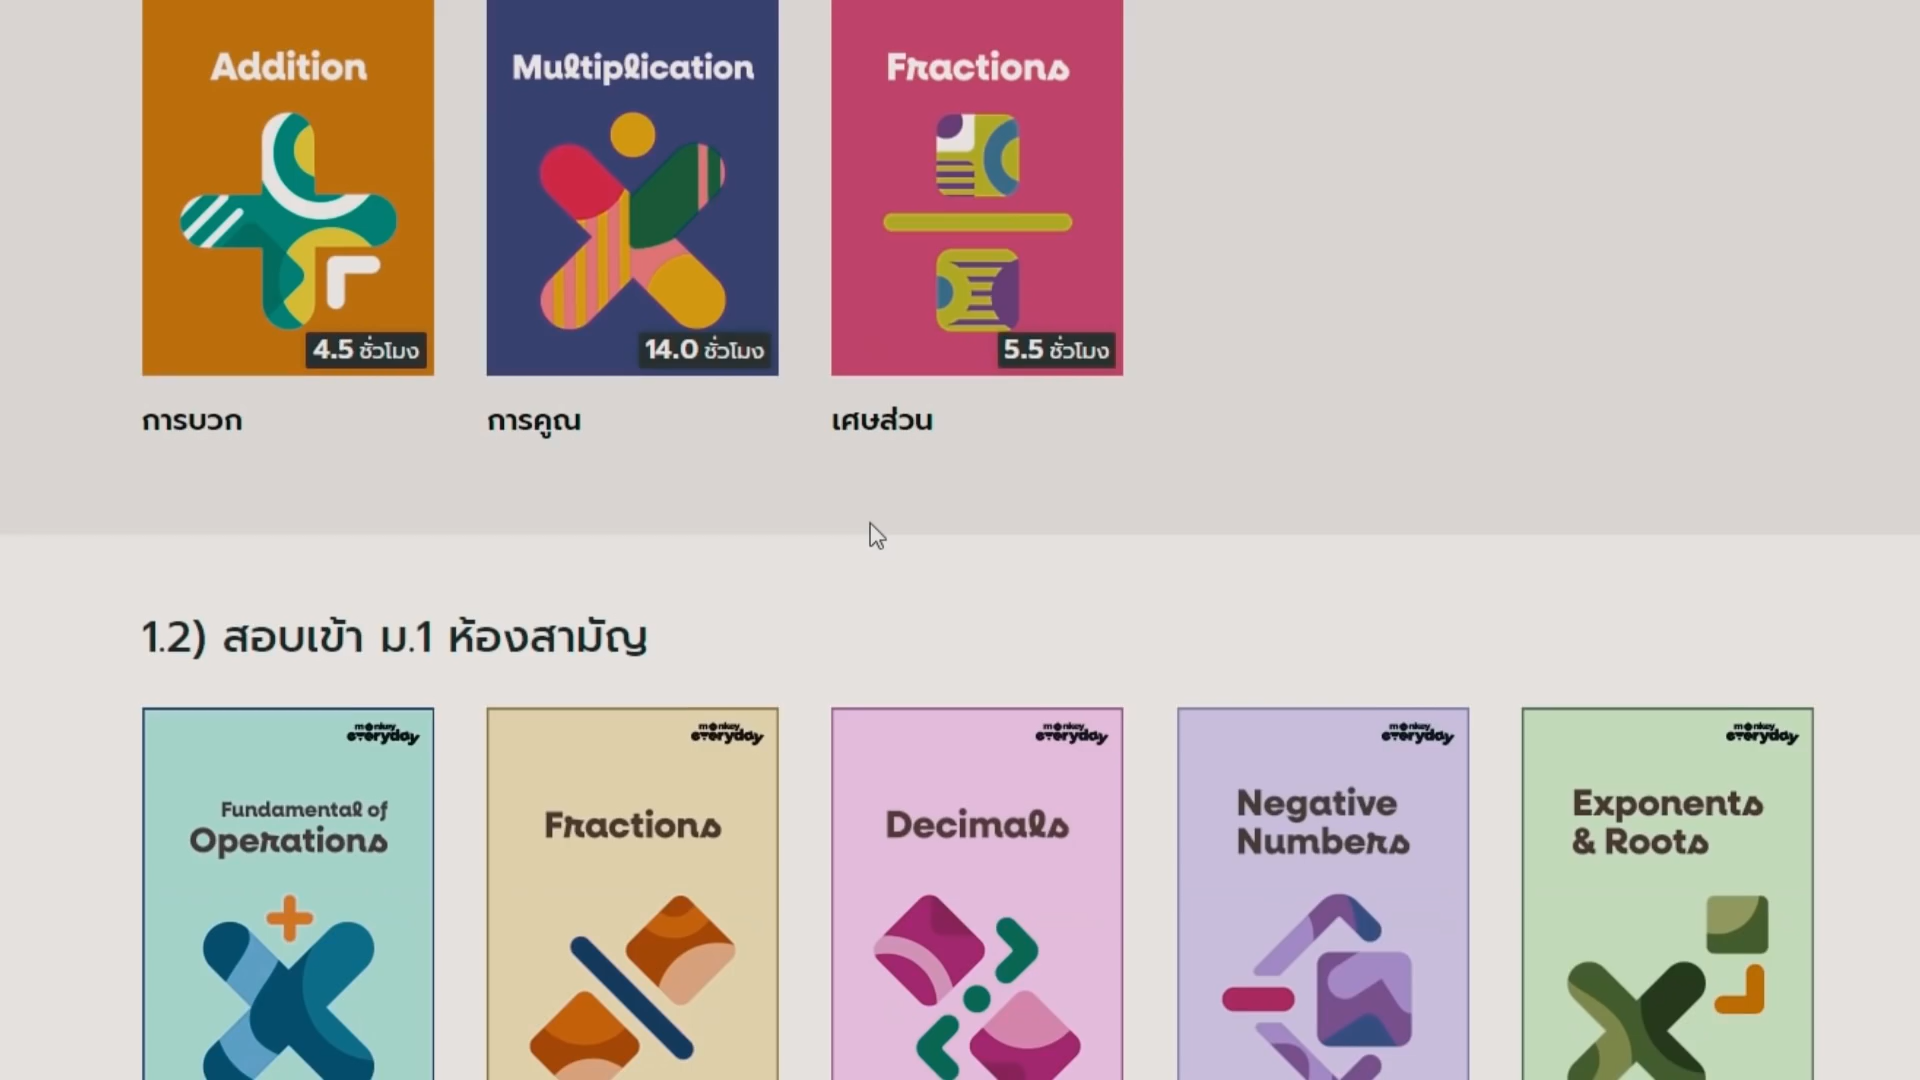 Addition
Multiplication
Fractions
4.5 ชั่วโมง
14.0 ชั่วโมง
5.5 ชั่วโมง
การบวก
การคูณ
เศษส่วน
1.2) สอบเข้า ม.1 ห้องสามัญ
monkey
everyday
monkey
everyday
monkey
everyday
monkey
everyday
monkey
everyday
Fundamental of
Operations
Fractions
Decimals
Negative
Numbers
Exponents
& Roots